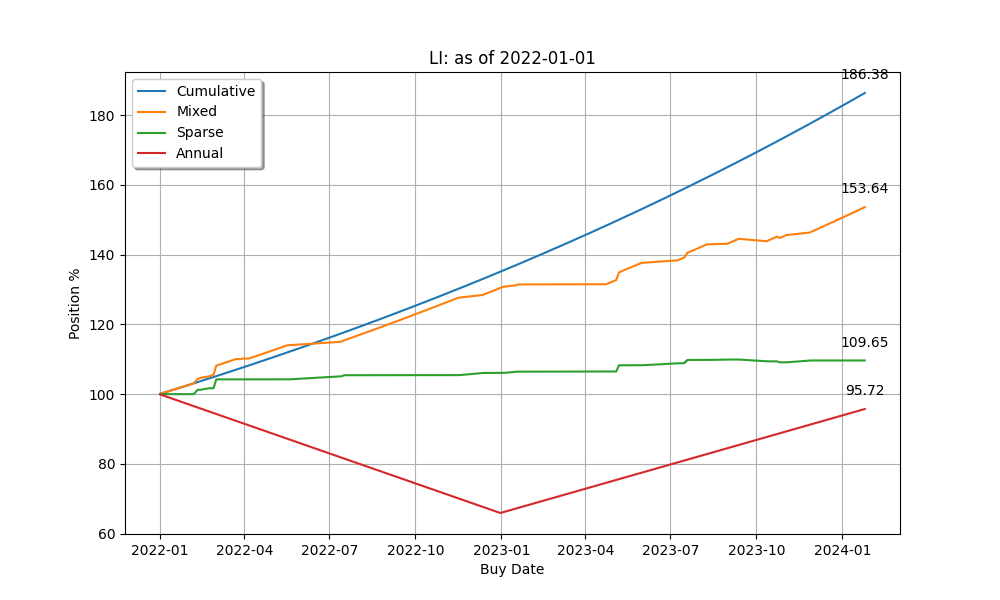 LI: as of 2022-01-01
Cumulative
Mixed
Sparse
Annual
186.38
153.64
109.65
95.72
Position %
180
160
140
120
100
80
60
2022-01 2022-04 2022-07 2022-10 2023-01 2023-04 2023-07 2023-10 2024-01
Buy Date